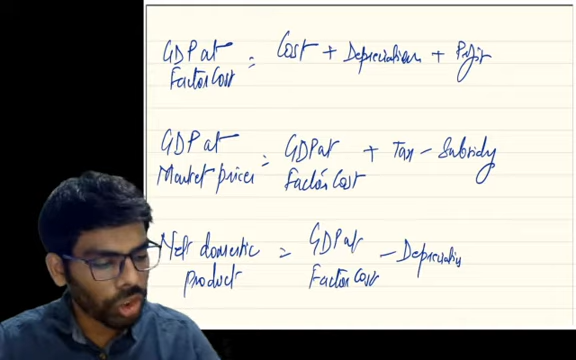 GDP at
Factor Cost = Cost + Depreciation + Profit
GDP at
Market prices = GDP at
Factor Cost + Tax - Subsidy
Net domestic
product = GDP at
Factor Cost - Depreciation